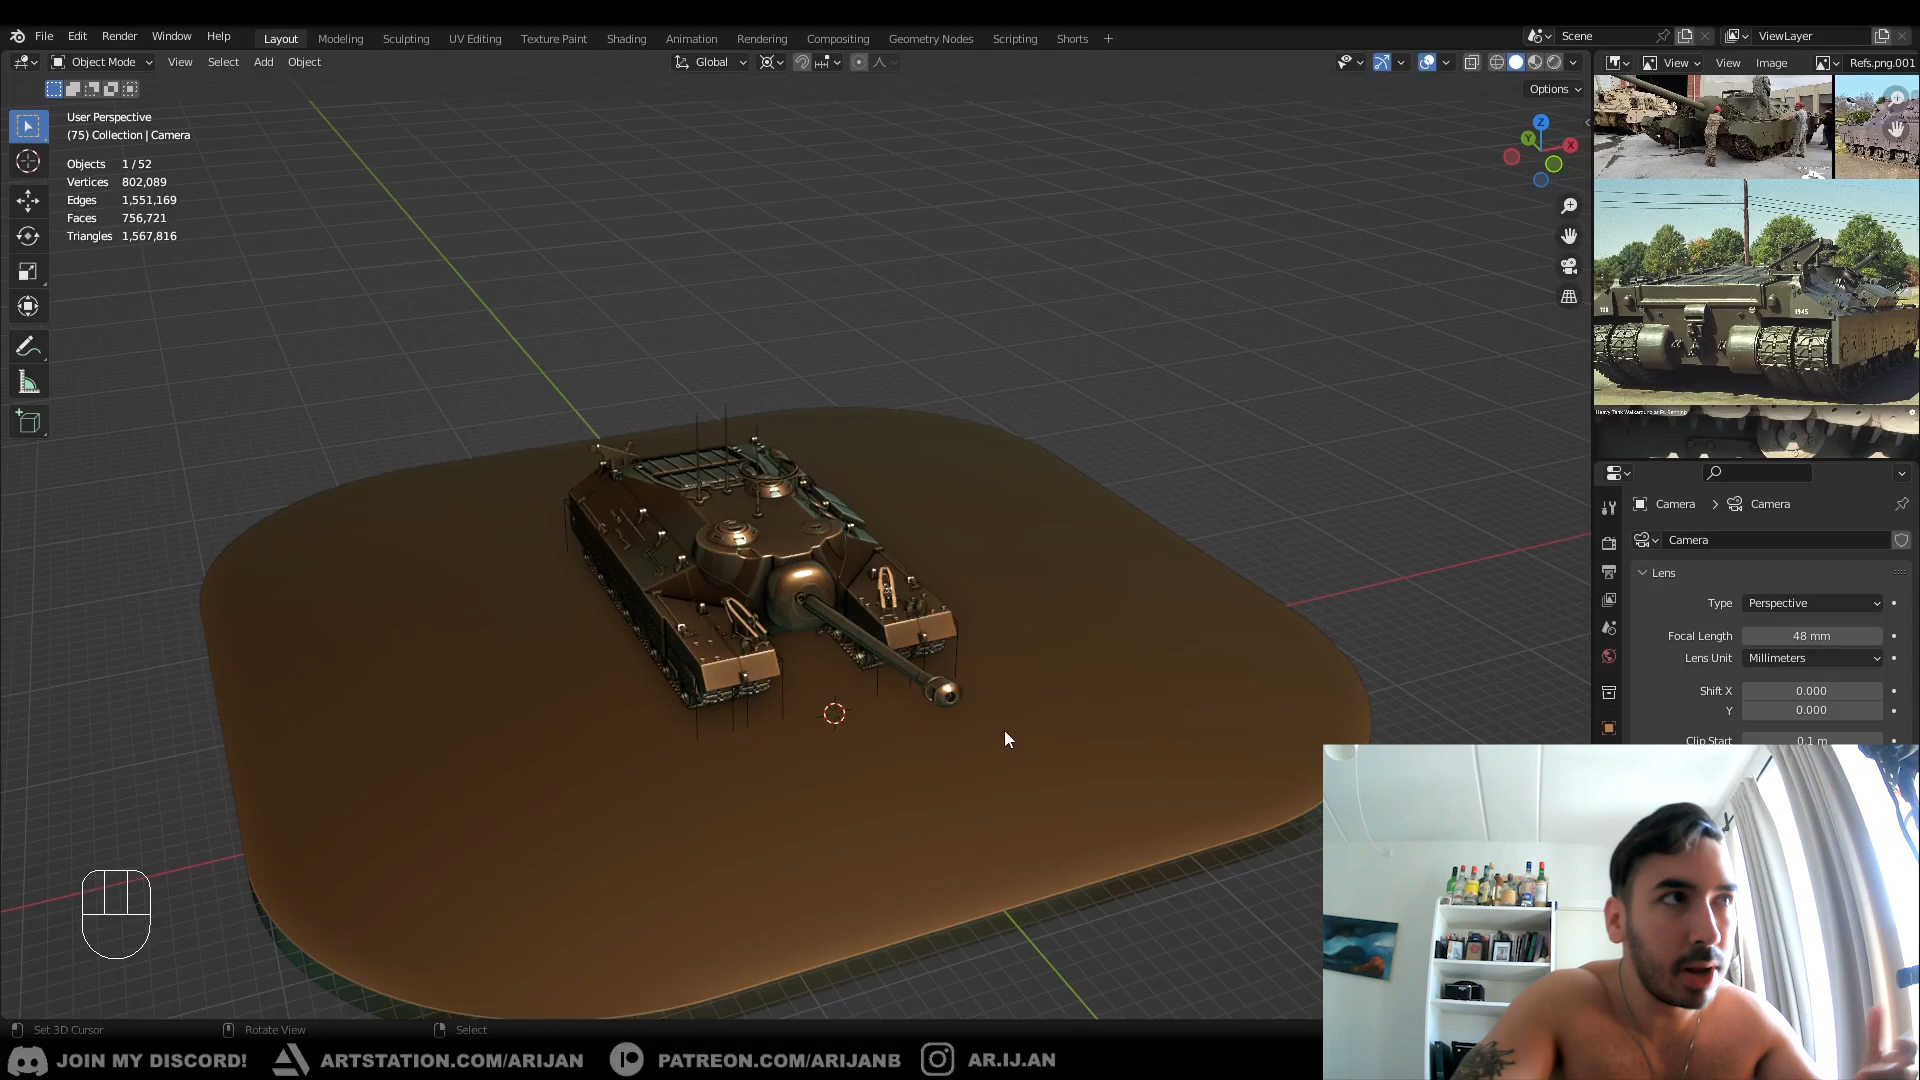 File Edit Render Window Help Layout Modeling Sculpting UV Editing Texture Paint Shading Animation Rendering Compositing Geometry Nodes Scripting Shorts + Scene ViewLayer
Object Mode View Select Add Object Global View View Image Refs.png.001
Options
User Perspective
(75) Collection | Camera
Objects 1 / 52
Vertices 802,089
Edges 1,551,169
Faces 756,721
Triangles 1,567,816
Z
Y
X
1945
Camera > Camera
Camera
Lens
Type Perspective
Focal Length 48 mm
Lens Unit Millimeters
Shift X 0.000
Y 0.000
Clip Start 0.1 m
Set 3D Cursor Rotate View Select
JOIN MY DISCORD! ARTSTATION.COM/ARIJAN PATREON.COM/ARIJANB AR.IJ.AN